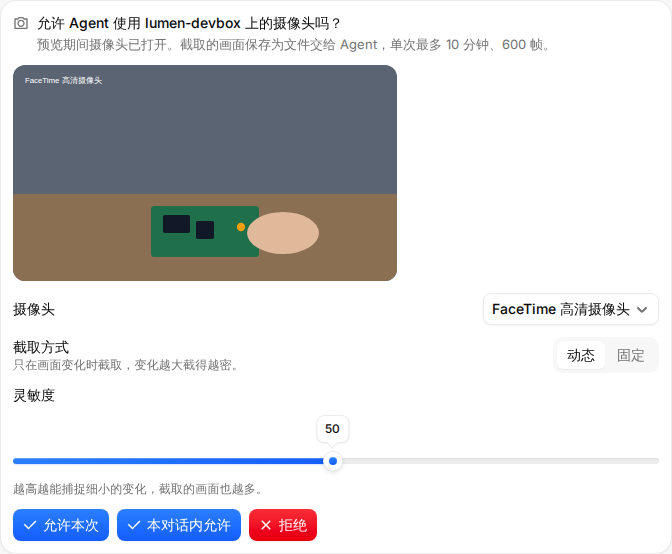 允许 Agent 使用 lumen-devbox 上的摄像头吗？
预览期间摄像头已打开。截取的画面保存为文件交给 Agent，单次最多 10 分钟、600 帧。
FaceTime 高清摄像头
摄像头
FaceTime 高清摄像头
截取方式
只在画面变化时截取，变化越大截得越密。
动态
固定
灵敏度
50
越高越能捕捉细小的变化，截取的画面也越多。
允许本次
本对话内允许
拒绝